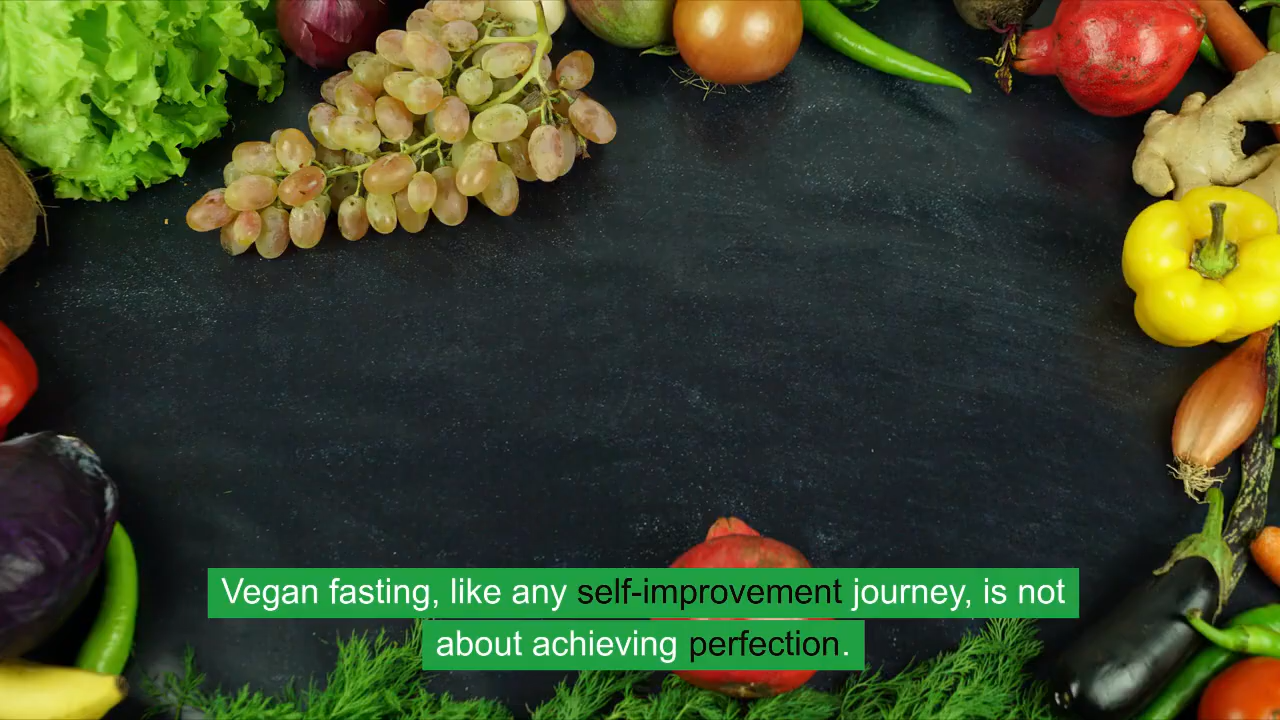 Vegan fasting, like any self-improvement journey, is not
about achieving perfection.